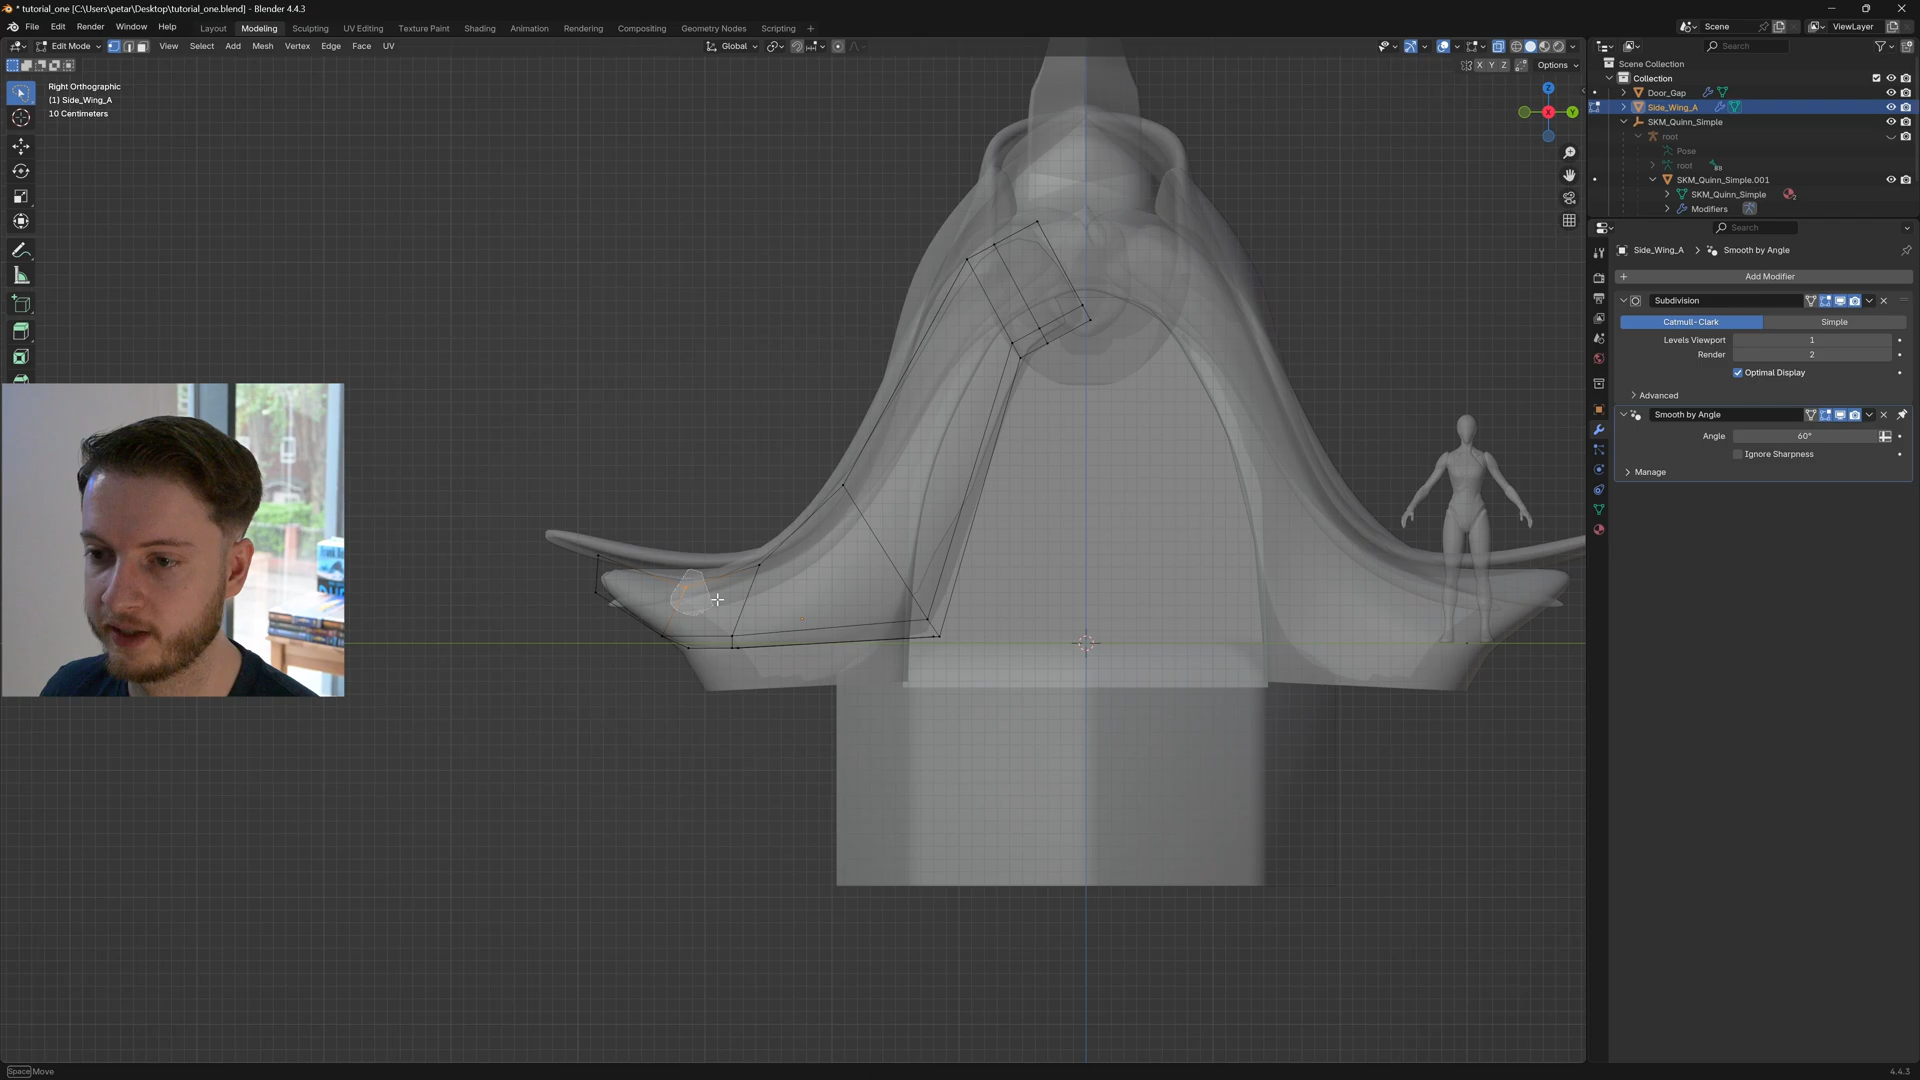 * tutorial_one [C:\Users\petar\Desktop\tutorial_one.blend] - Blender 4.4.3
File Edit Render Window Help
Layout Modeling Sculpting UV Editing Texture Paint Shading Animation Rendering Compositing Geometry Nodes Scripting +
Scene
ViewLayer
Edit Mode View Select Add Mesh Vertex Edge Face UV
Global
Search
X Y Z Options
Right Orthographic
(1) Side_Wing_A
10 Centimeters
Z
X
Y
Scene Collection
Collection
Door_Gap
Side_Wing_A
SKM_Quinn_Simple
root
Pose
root
SKM_Quinn_Simple.001
SKM_Quinn_Simple
Modifiers
Search
Side_Wing_A > Smooth by Angle
Add Modifier
Subdivision
Catmull-Clark Simple
Levels Viewport 1
Render 2
Optimal Display
Advanced
Smooth by Angle
Angle 60°
Ignore Sharpness
Manage
Space Move
4.4.3